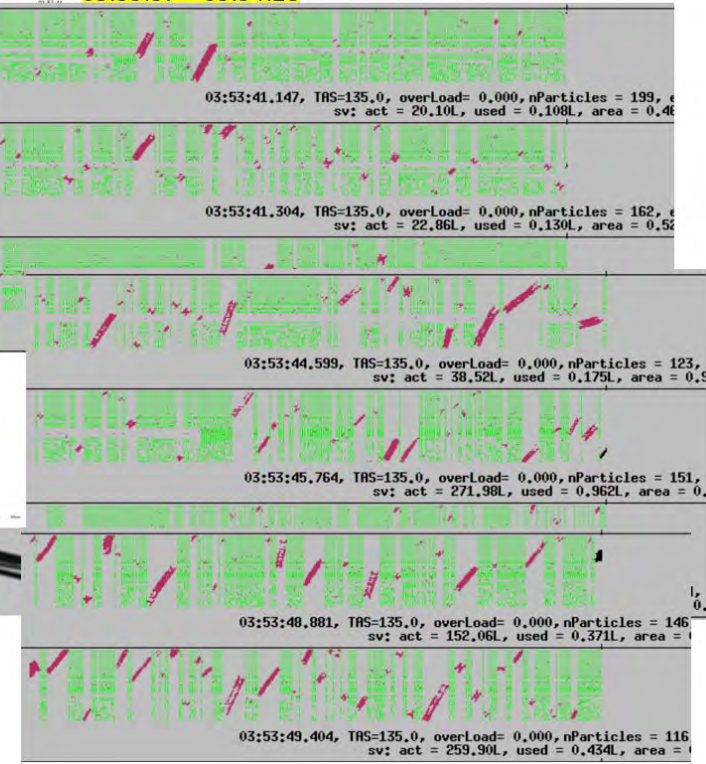 03:53:41.147, TAS=135.0, overLoad= 0.000, nParticles = 199,
sv: act = 20.10L, used = 0.108L, area = 0.4
03:53:41.304, TAS=135.0, overLoad= 0.000, nParticles = 162,
sv: act = 22.86L, used = 0.130L, area = 0.52
03:53:44.599, TAS=135.0, overLoad= 0.000, nParticles = 123,
sv: act = 38.52L, used = 0.175L, area = 0.9
03:53:45.764, TAS=135.0, overLoad= 0.000, nParticles = 151,
sv: act = 271.98L, used = 0.962L, area = 0.
03:53:48.881, TAS=135.0, overLoad= 0.000, nParticles = 146
sv: act = 152.06L, used = 0.371L, area =
03:53:49.404, TAS=135.0, overLoad= 0.000, nParticles = 116
sv: act = 259.90L, used = 0.434L, area =